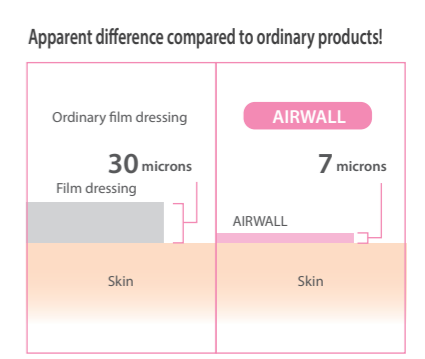 Apparent difference compared to ordinary products!
Ordinary film dressing
30 microns
Film dressing
Skin
AIRWALL
7 microns
AIRWALL
Skin